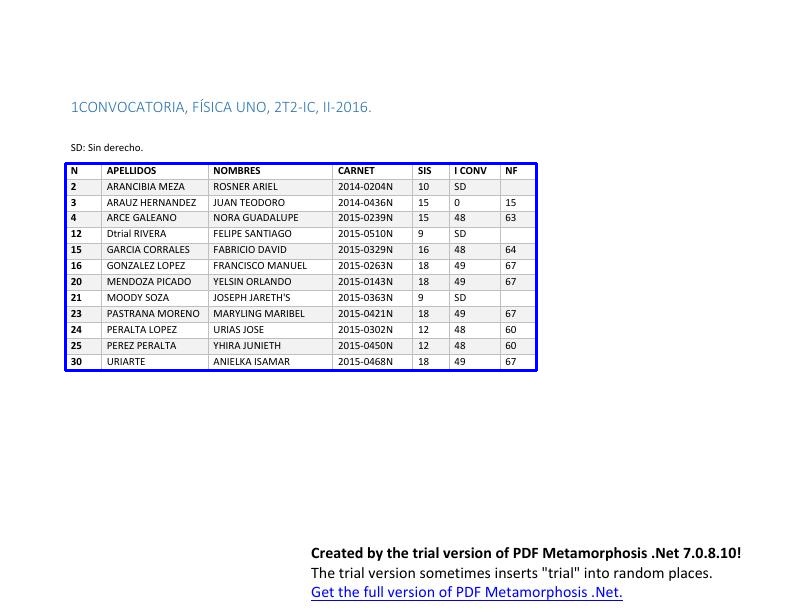 1CONVOCATORIA, FÍSICA UNO, 2T2-IC, II-2016.
SD: Sin derecho.
N APELLIDOS NOMBRES CARNET SIS I CONV NF
2 ARANCIBIA MEZA ROSNER ARIEL 2014-0204N 10 SD
3 ARAUZ HERNANDEZ JUAN TEODORO 2014-0436N 15 0 15
4 ARCE GALEANO NORA GUADALUPE 2015-0239N 15 48 63
12 Dtrial RIVERA FELIPE SANTIAGO 2015-0510N 9 SD
15 GARCIA CORRALES FABRICIO DAVID 2015-0329N 16 48 64
16 GONZALEZ LOPEZ FRANCISCO MANUEL 2015-0263N 18 49 67
20 MENDOZA PICADO YELSIN ORLANDO 2015-0143N 18 49 67
21 MOODY SOZA JOSEPH JARETH'S 2015-0363N 9 SD
23 PASTRANA MORENO MARYLING MARIBEL 2015-0421N 18 49 67
24 PERALTA LOPEZ URIAS JOSE 2015-0302N 12 48 60
25 PEREZ PERALTA YHIRA JUNIETH 2015-0450N 12 48 60
30 URIARTE ANIELKA ISAMAR 2015-0468N 18 49 67
Created by the trial version of PDF Metamorphosis .Net 7.0.8.10!
The trial version sometimes inserts "trial" into random places.
Get the full version of PDF Metamorphosis .Net.